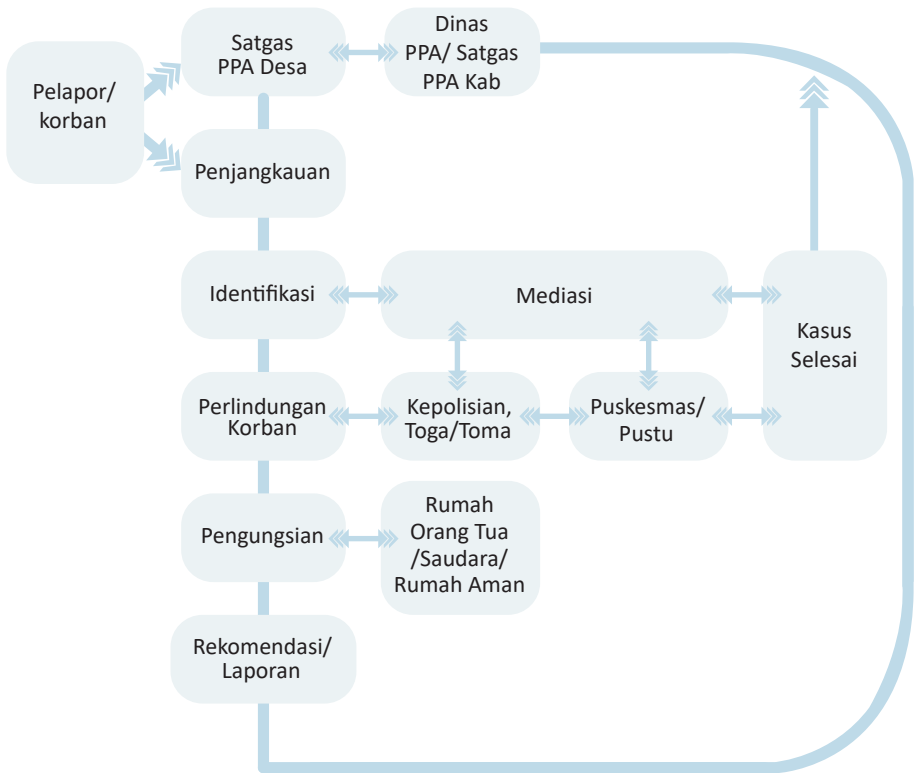 Pelapor/
korban
Satgas
PPA Desa
Dinas
PPA/ Satgas
PPA Kab
Penjangkauan
Identifikasi
Mediasi
Kasus
Selesai
Perlindungan
Korban
Kepolisian,
Toga/Toma
Puskesmas/
Pustu
Pengungsian
Rumah
Orang Tua
/Saudara/
Rumah Aman
Rekomendasi/
Laporan